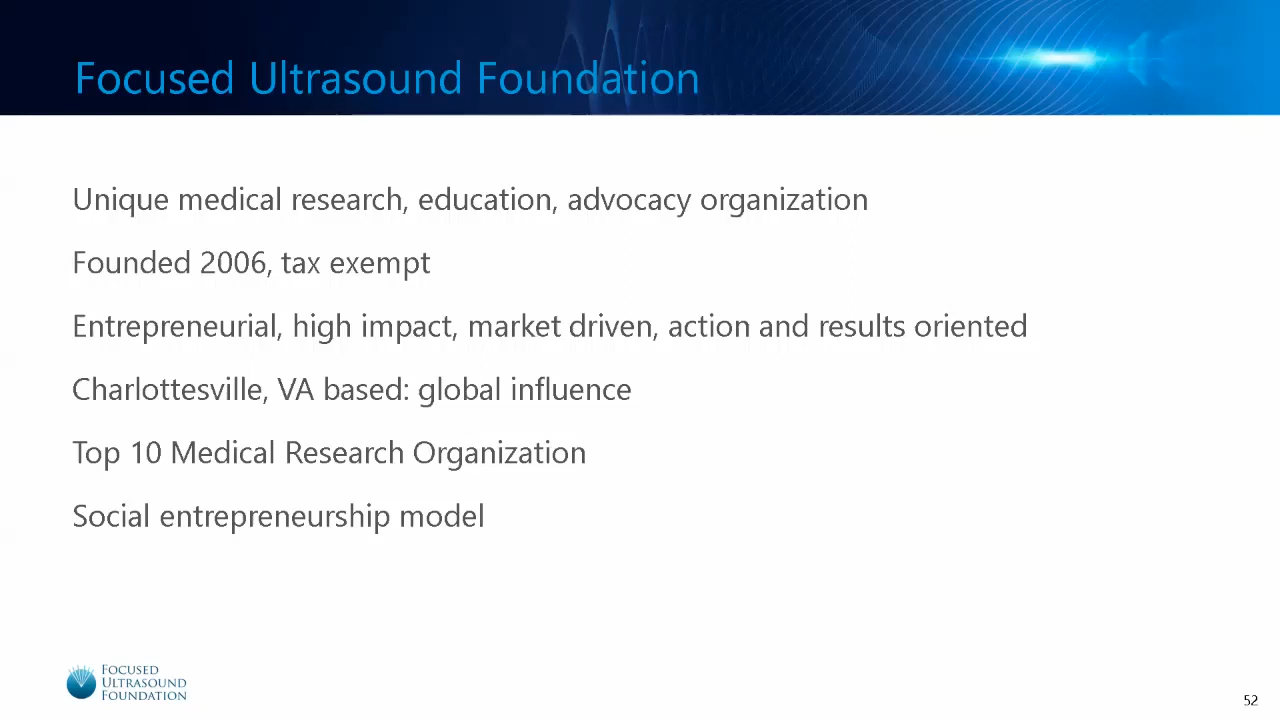 Focused Ultrasound Foundation
Unique medical research, education, advocacy organization
Founded 2006, tax exempt
Entrepreneurial, high impact, market driven, action and results oriented
Charlottesville, VA based: global influence
Top 10 Medical Research Organization
Social entrepreneurship model
FOCUSED
ULTRASOUND
FOUNDATION
52